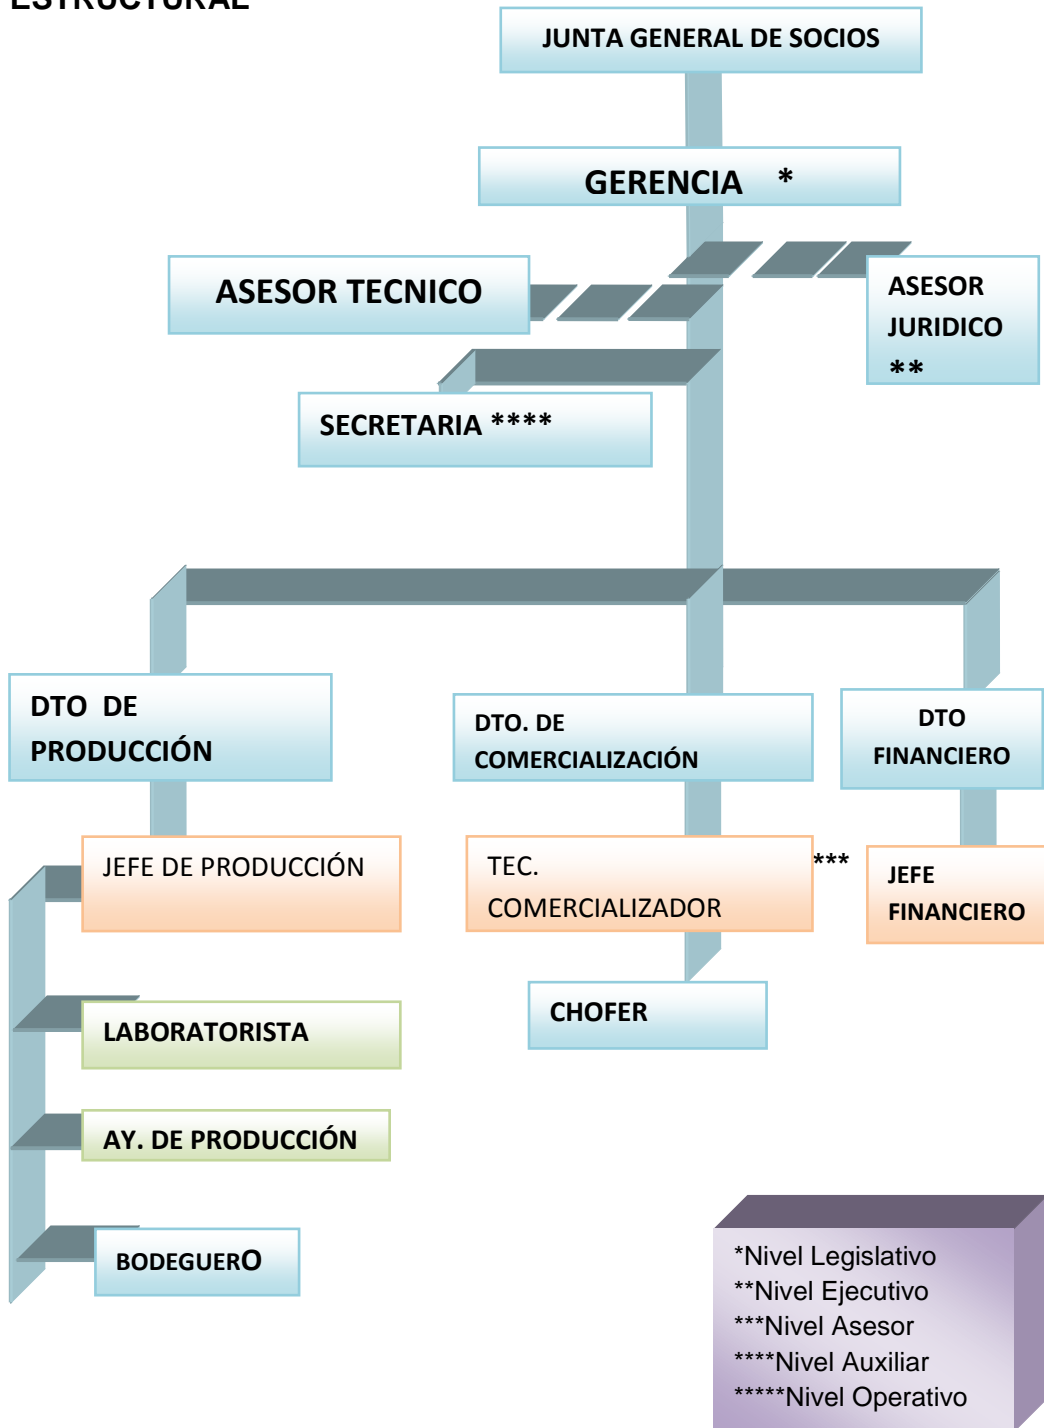 ESTRUCTURAL
JUNTA GENERAL DE SOCIOS
GERENCIA *
ASESOR TECNICO
ASESOR
JURIDICO
**
SECRETARIA ****
DTO DE
PRODUCCIÓN
DTO. DE
COMERCIALIZACIÓN
DTO
FINANCIERO
JEFE DE PRODUCCIÓN
TEC.
COMERCIALIZADOR
***
JEFE
FINANCIERO
LABORATORISTA
CHOFER
AY. DE PRODUCCIÓN
BODEGUERO
*Nivel Legislativo
**Nivel Ejecutivo
***Nivel Asesor
****Nivel Auxiliar
*****Nivel Operativo